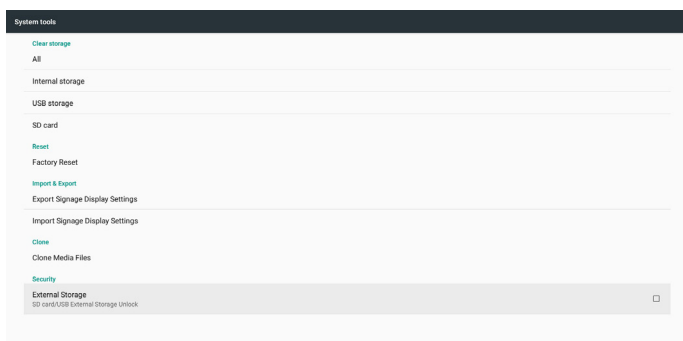 System tools
Clear storage
All
Internal storage
USB storage
SD card
Reset
Factory Reset
Import & Export
Export Signage Display Settings
Import Signage Display Settings
Clone
Clone Media Files
Security
External Storage
SD card/USB External Storage Unlock